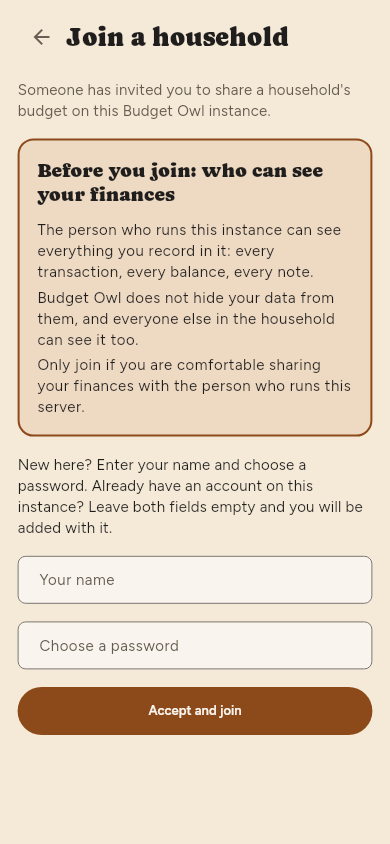 Join a household
Someone has invited you to share a household's
budget on this Budget Owl instance.
Before you join: who can see
your finances
The person who runs this instance can see
everything you record in it: every
transaction, every balance, every note.
Budget Owl does not hide your data from
them, and everyone else in the household
can see it too.
Only join if you are comfortable sharing
your finances with the person who runs this
server.
New here? Enter your name and choose a
password. Already have an account on this
instance? Leave both fields empty and you will be
added with it.
Your name
Choose a password
Accept and join